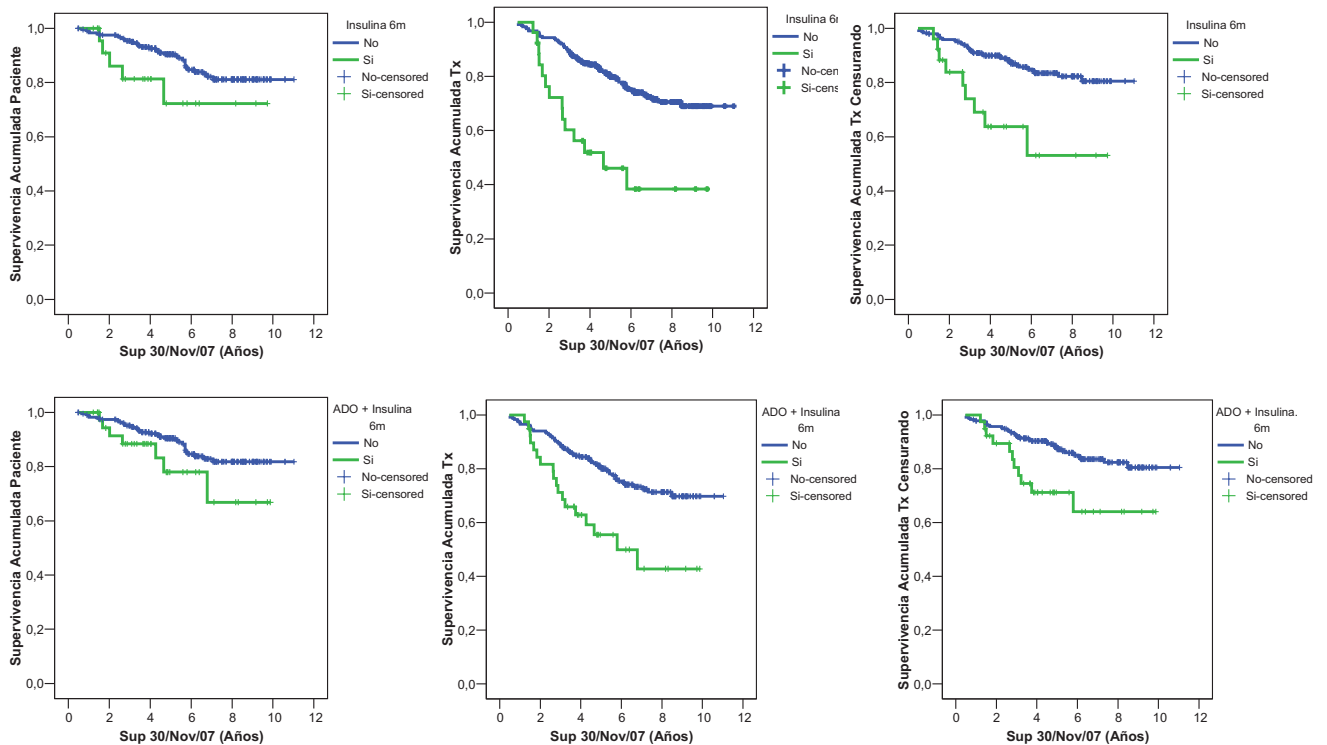 Supervivencia Acumulada Paciente
1,0
0,8
0,6
0,4
0,2
0,0
0 2 4 6 8 10 12
Sup 30/Nov/07 (Años)
Insulina 6m
No
Si
No-censored
Si-censored
Supervivencia Acumulada Tx
1,0
0,8
0,6
0,4
0,2
0,0
0 2 4 6 8 10 12
Sup 30/Nov/07 (Años)
Insulina 6
No
Si
No-cen
Si-cens
Supervivencia Acumulada Tx Censurando
1,0
0,8
0,6
0,4
0,2
0,0
0 2 4 6 8 10 12
Sup 30/Nov/07 (Años)
Insulina 6m
No
Si
No-censored
Si-censored
Supervivencia Acumulada Paciente
1,0
0,8
0,6
0,4
0,2
0,0
0 2 4 6 8 10 12
Sup 30/Nov/07 (Años)
ADO + Insulina
6m
No
Si
No-censored
Si-censored
Supervivencia Acumulada Tx
1,0
0,8
0,6
0,4
0,2
0,0
0 2 4 6 8 10 12
Sup 30/Nov/07 (Años)
ADO + Insulina
6m
No
Si
No-censored
Si-censored
Supervivencia Acumulada Tx Censurando
1,0
0,8
0,6
0,4
0,2
0,0
0 2 4 6 8 10 12
Sup 30/Nov/07 (Años)
ADO + Insulina.
6m
No
Si
No-censored
Si-censored